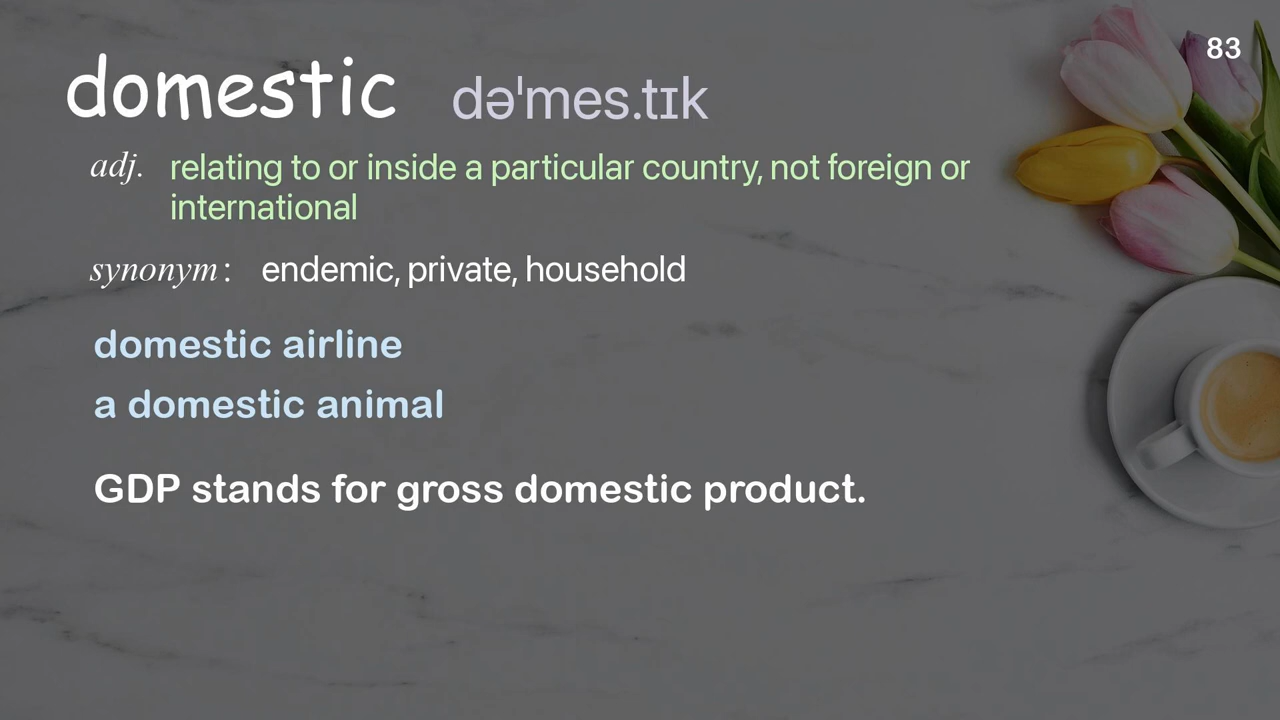 83
domestic dəˈmes.tɪk
adj. relating to or inside a particular country, not foreign or
international
synonym: endemic, private, household
domestic airline
a domestic animal
GDP stands for gross domestic product.